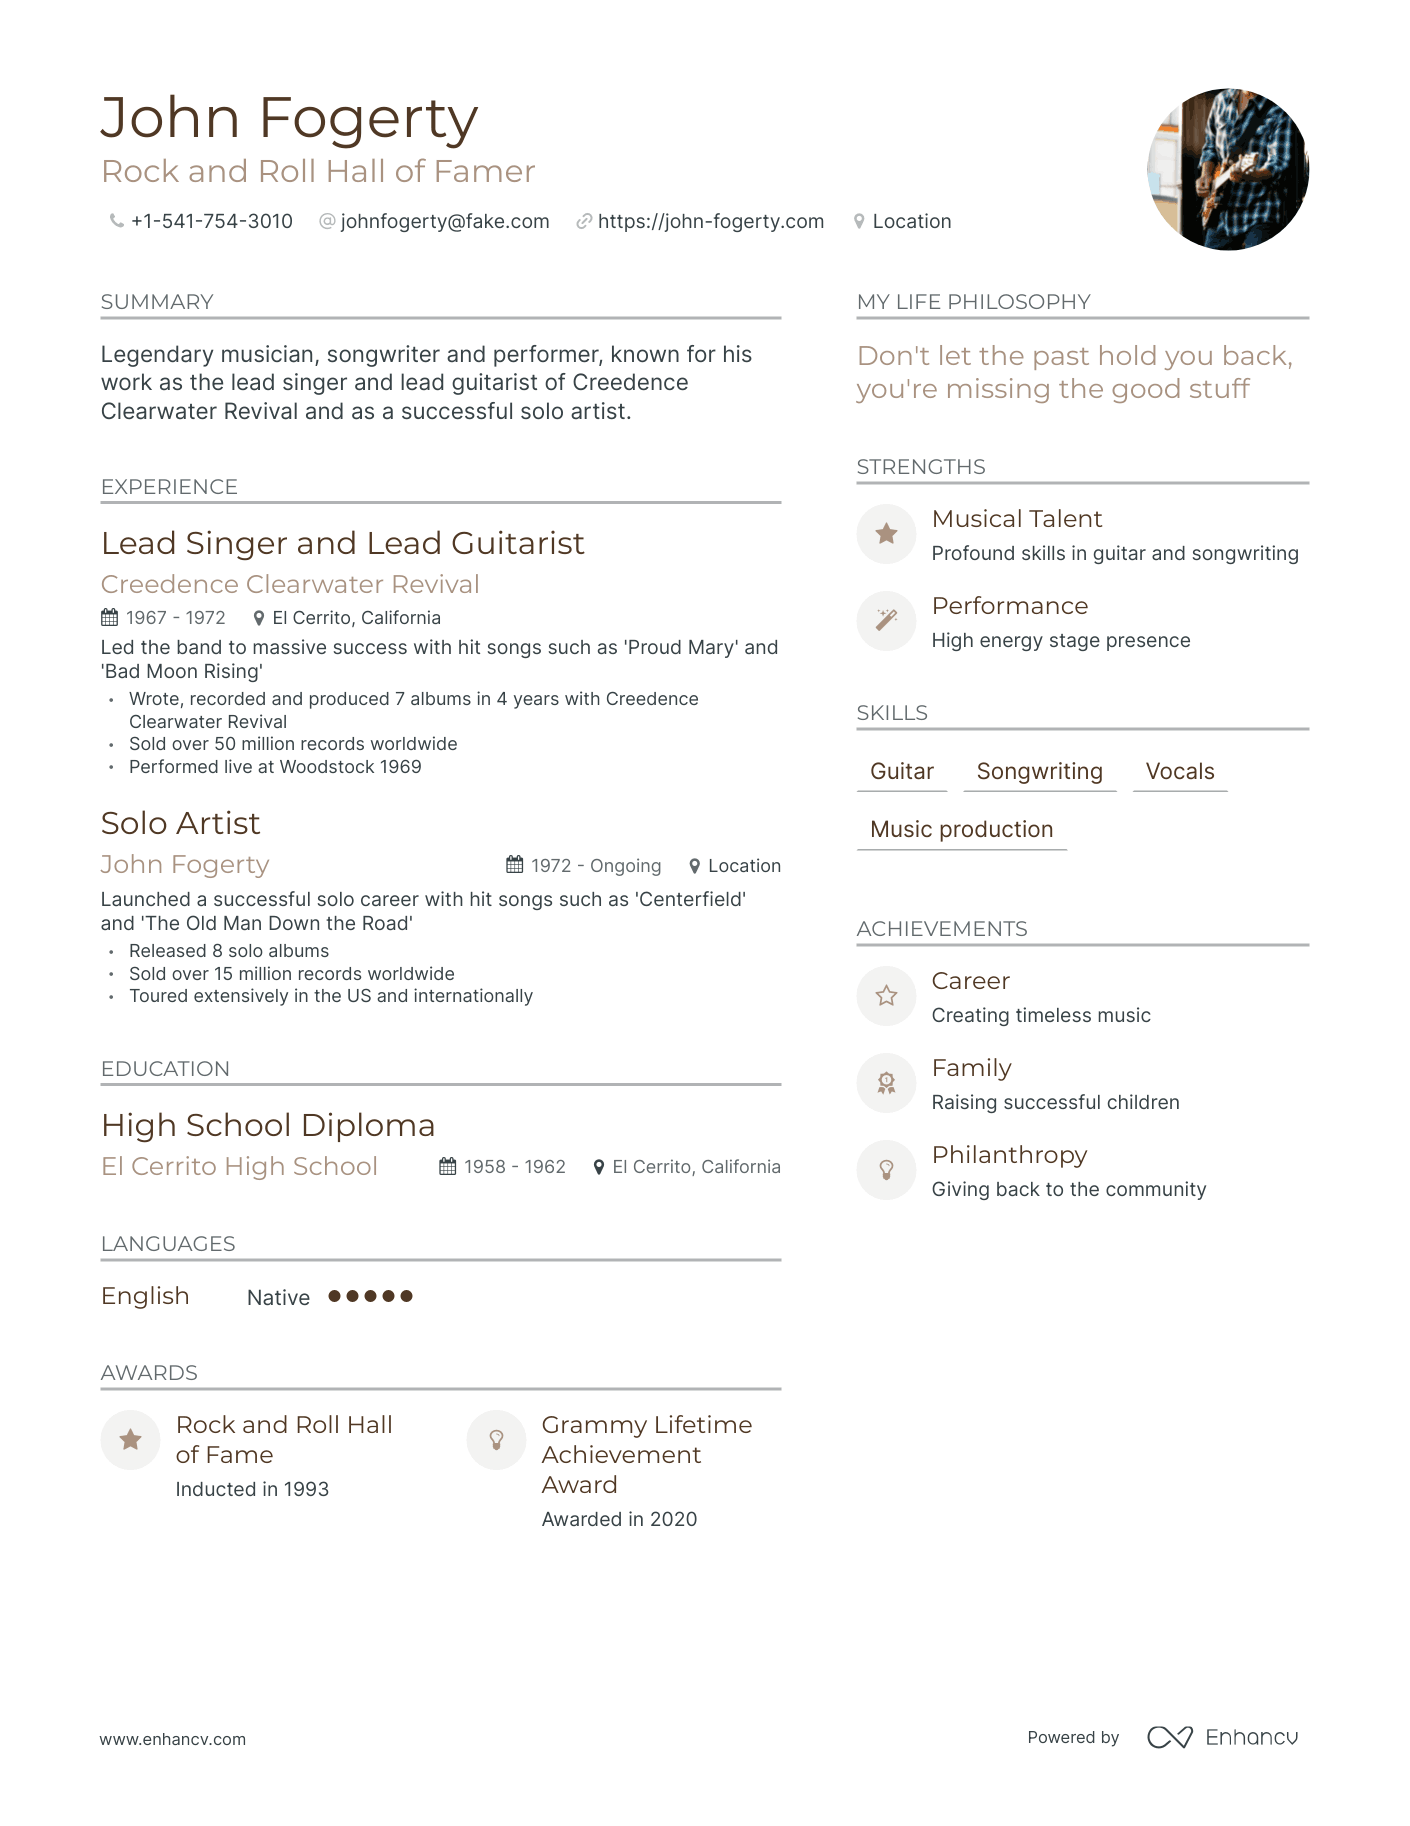 John Fogerty
Rock and Roll Hall of Famer
+1-541-754-3010 @ johnfogerty@fake.com https://john-fogerty.com Location
SUMMARY
Legendary musician, songwriter and performer, known for his
work as the lead singer and lead guitarist of Creedence
Clearwater Revival and as a successful solo artist.
EXPERIENCE
Lead Singer and Lead Guitarist
Creedence Clearwater Revival
1967 - 1972 El Cerrito, California
Led the band to massive success with hit songs such as 'Proud Mary' and
'Bad Moon Rising'
• Wrote, recorded and produced 7 albums in 4 years with Creedence
Clearwater Revival
• Sold over 50 million records worldwide
• Performed live at Woodstock 1969
Solo Artist
John Fogerty 1972 - Ongoing Location
Launched a successful solo career with hit songs such as 'Centerfield'
and 'The Old Man Down the Road'
• Released 8 solo albums
• Sold over 15 million records worldwide
• Toured extensively in the US and internationally
EDUCATION
High School Diploma
El Cerrito High School 1958 - 1962 El Cerrito, California
LANGUAGES
English Native
AWARDS
Rock and Roll Hall
of Fame
Inducted in 1993
Grammy Lifetime
Achievement
Award
Awarded in 2020
MY LIFE PHILOSOPHY
Don't let the past hold you back,
you're missing the good stuff
STRENGTHS
Musical Talent
Profound skills in guitar and songwriting
Performance
High energy stage presence
SKILLS
Guitar Songwriting Vocals
Music production
ACHIEVEMENTS
Career
Creating timeless music
Family
Raising successful children
Philanthropy
Giving back to the community
www.enhancv.com
Powered by Enhancv